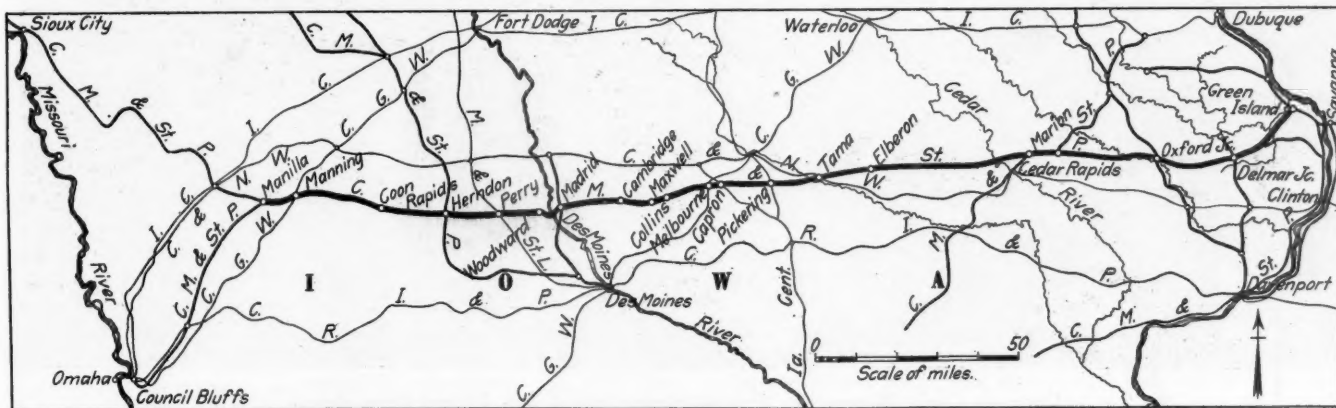 Sioux City
Fort Dodge
I. C.
Waterloo
I. C.
Dubuque
C. M. & St. P.
C. M. & St. P.
I. C.
C. G. W.
M. & St. L.
C. G. W.
P.
Green
Island
Savanna
Missouri
River
Cedar
River
I. C.
C. & N. W.
C. & N. W.
Manilla
Manning
C.
Coon
Rapids
Herndon
Perry
Woodward
Madrid
M.
Cambridge
Maxwell
Collins
Melbourne
Capron
Pickering
&
Tama
Elberon
St.
Marion
Cedar Rapids
P.
Oxford Jc.
Delmar Jc.
Clinton
C. M. & St. P.
C. G. W.
Des Moines
River
I O W A
C. R. I. & P.
C. R. I. & P.
Des Moines
C. G. W.
Ia. Cent.
C. M. &
C. M. & St.
Davenport
Omaha
Council Bluffs
0 50
Scale of miles.